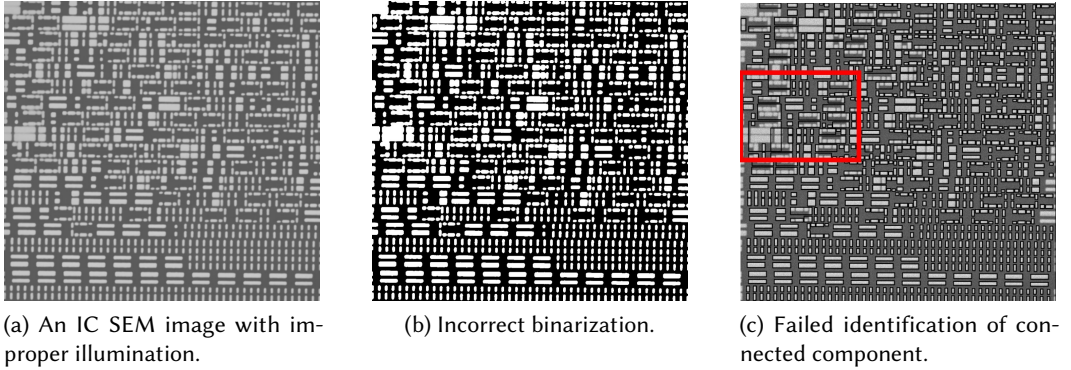 (a) An IC SEM image with im-
proper illumination.
(b) Incorrect binarization.
(c) Failed identification of con-
nected component.